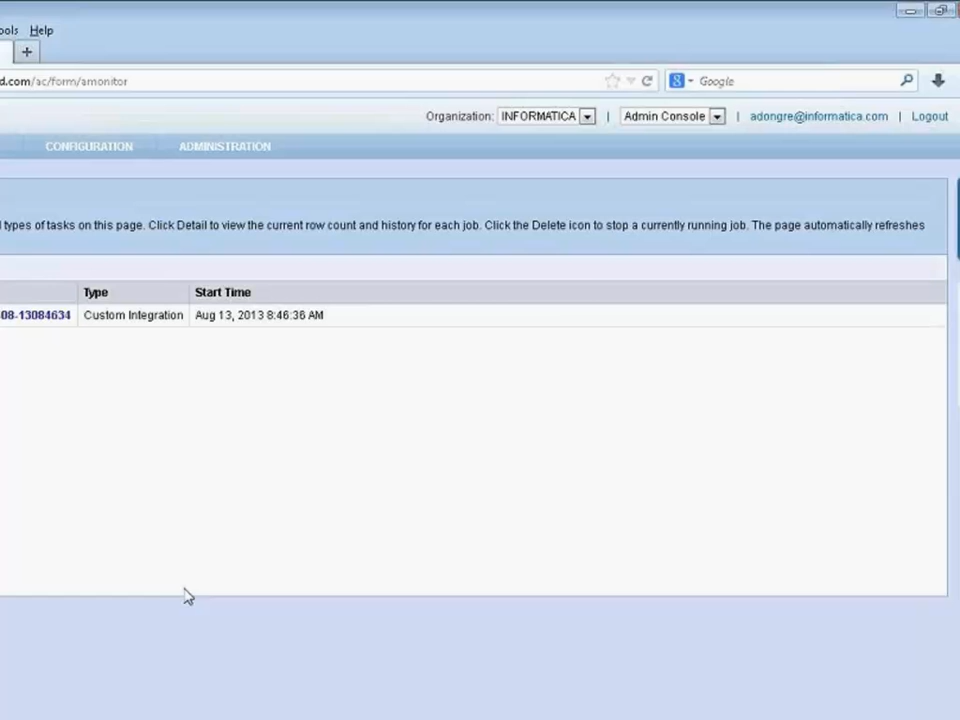 ools Help
+
d.com/ac/form/amonitor 8 Google
Organization: INFORMATICA | Admin Console | adongre@informatica.com | Logout
CONFIGURATION ADMINISTRATION
types of tasks on this page. Click Detail to view the current row count and history for each job. Click the Delete icon to stop a currently running job. The page automatically refreshes
Type Start Time
08-13084634 Custom Integration Aug 13, 2013 8:46:36 AM